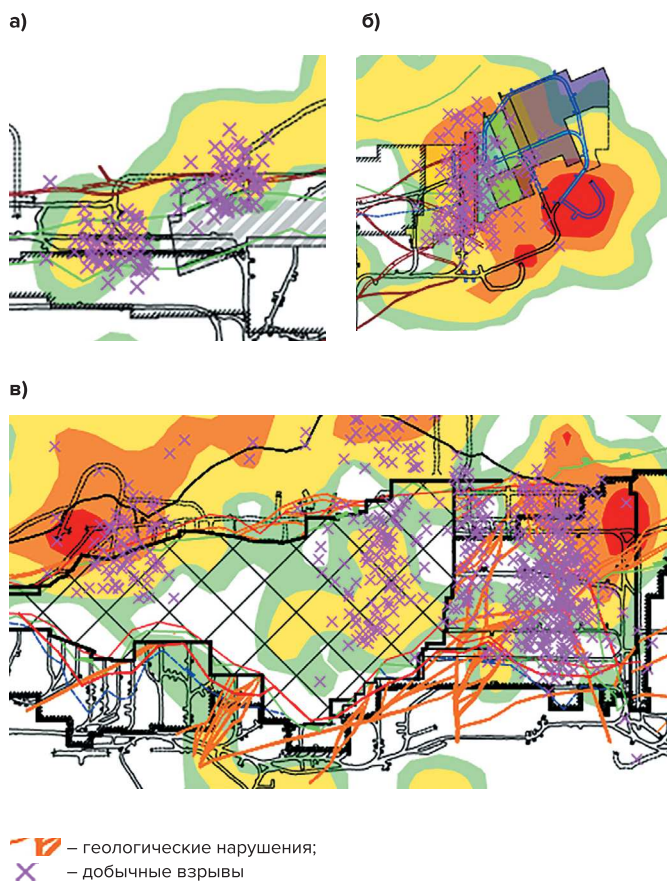 а)
б)
в)
– геологические нарушения;
– добычные взрывы